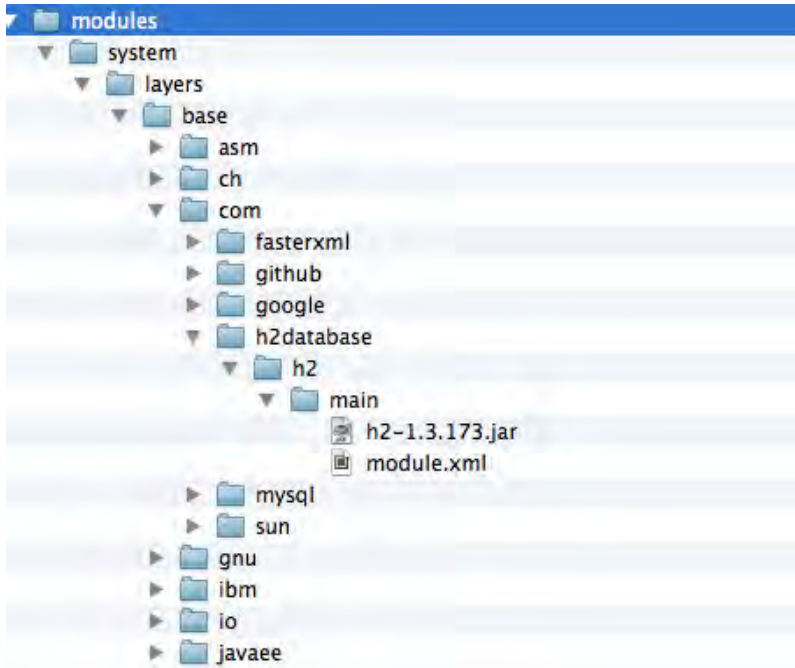 modules
system
layers
base
asm
ch
com
fasterxml
github
google
h2database
h2
main
h2-1.3.173.jar
module.xml
mysql
sun
gnu
ibm
io
javaee